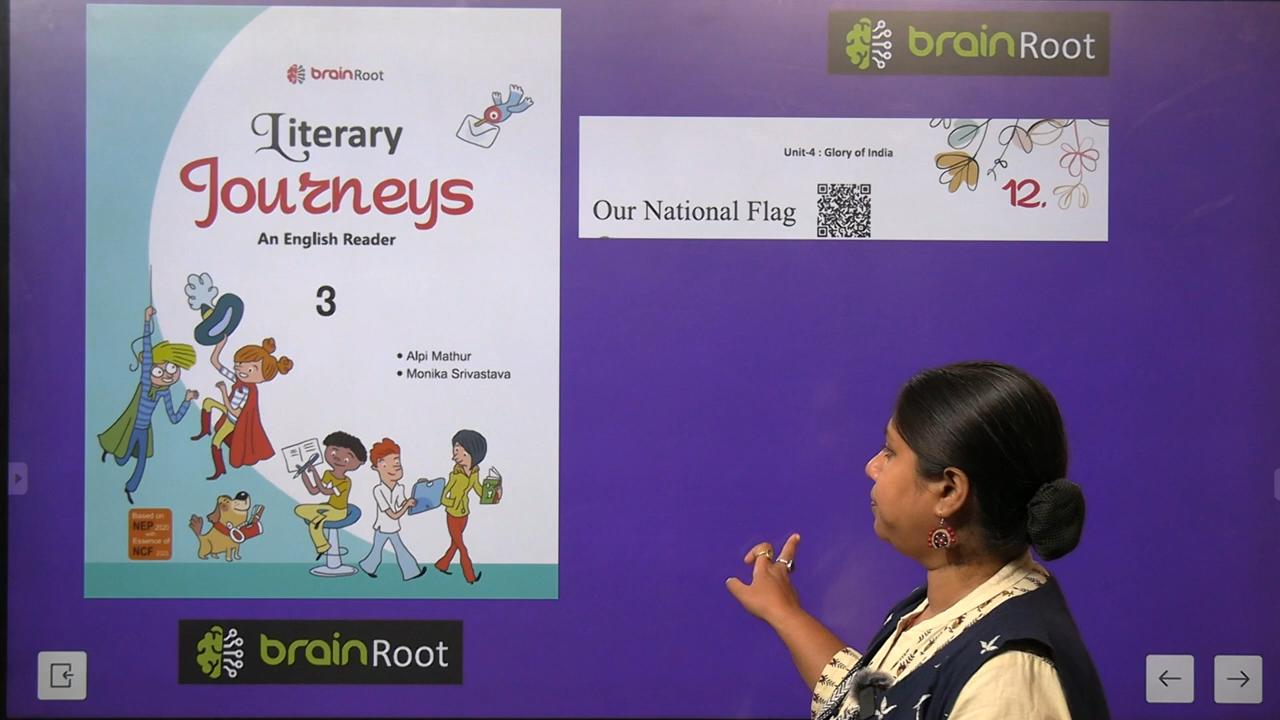 brainRoot
Literary
Journeys
An English Reader
3
• Alpi Mathur
• Monika Srivastava
Based on
NEP 2020
with
Essence of
NCF 2023
brainRoot
brainRoot
Unit-4 : Glory of India
12.
Our National Flag